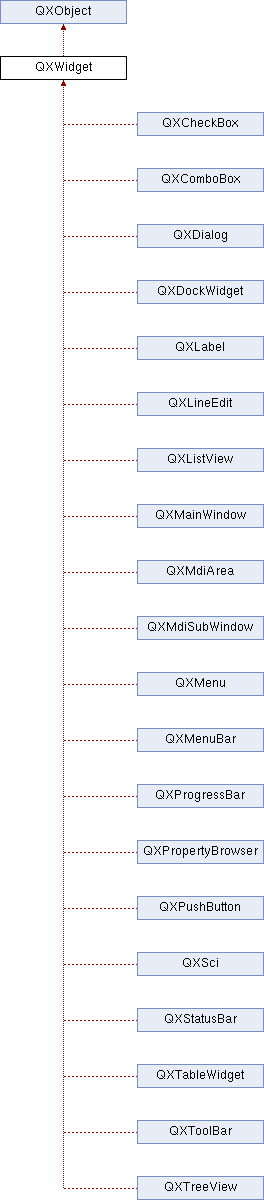 QXObject
QXWidget
QXCheckBox
QXComboBox
QXDialog
QXDockWidget
QXLabel
QXLineEdit
QXListView
QXMainWindow
QXMdiArea
QXMdiSubWindow
QXMenu
QXMenuBar
QXProgressBar
QXPropertyBrowser
QXPushButton
QXSci
QXStatusBar
QXTableWidget
QXToolBar
QXTreeView